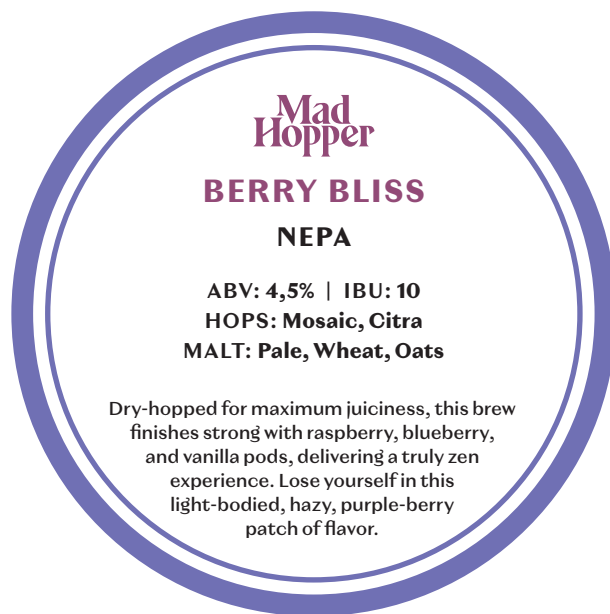 Mad
Hopper
BERRY BLISS
NEPA
ABV: 4,5% | IBU: 10
HOPS: Mosaic, Citra
MALT: Pale, Wheat, Oats
Dry-hopped for maximum juiciness, this brew
finishes strong with raspberry, blueberry,
and vanilla pods, delivering a truly zen
experience. Lose yourself in this
light-bodied, hazy, purple-berry
patch of flavor.